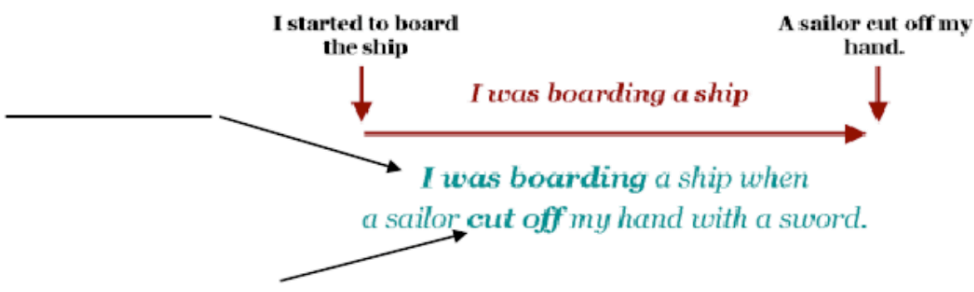 I started to board
the ship
A sailor cut off my
hand.
I was boarding a ship
I was boarding a ship when
a sailor cut off my hand with a sword.